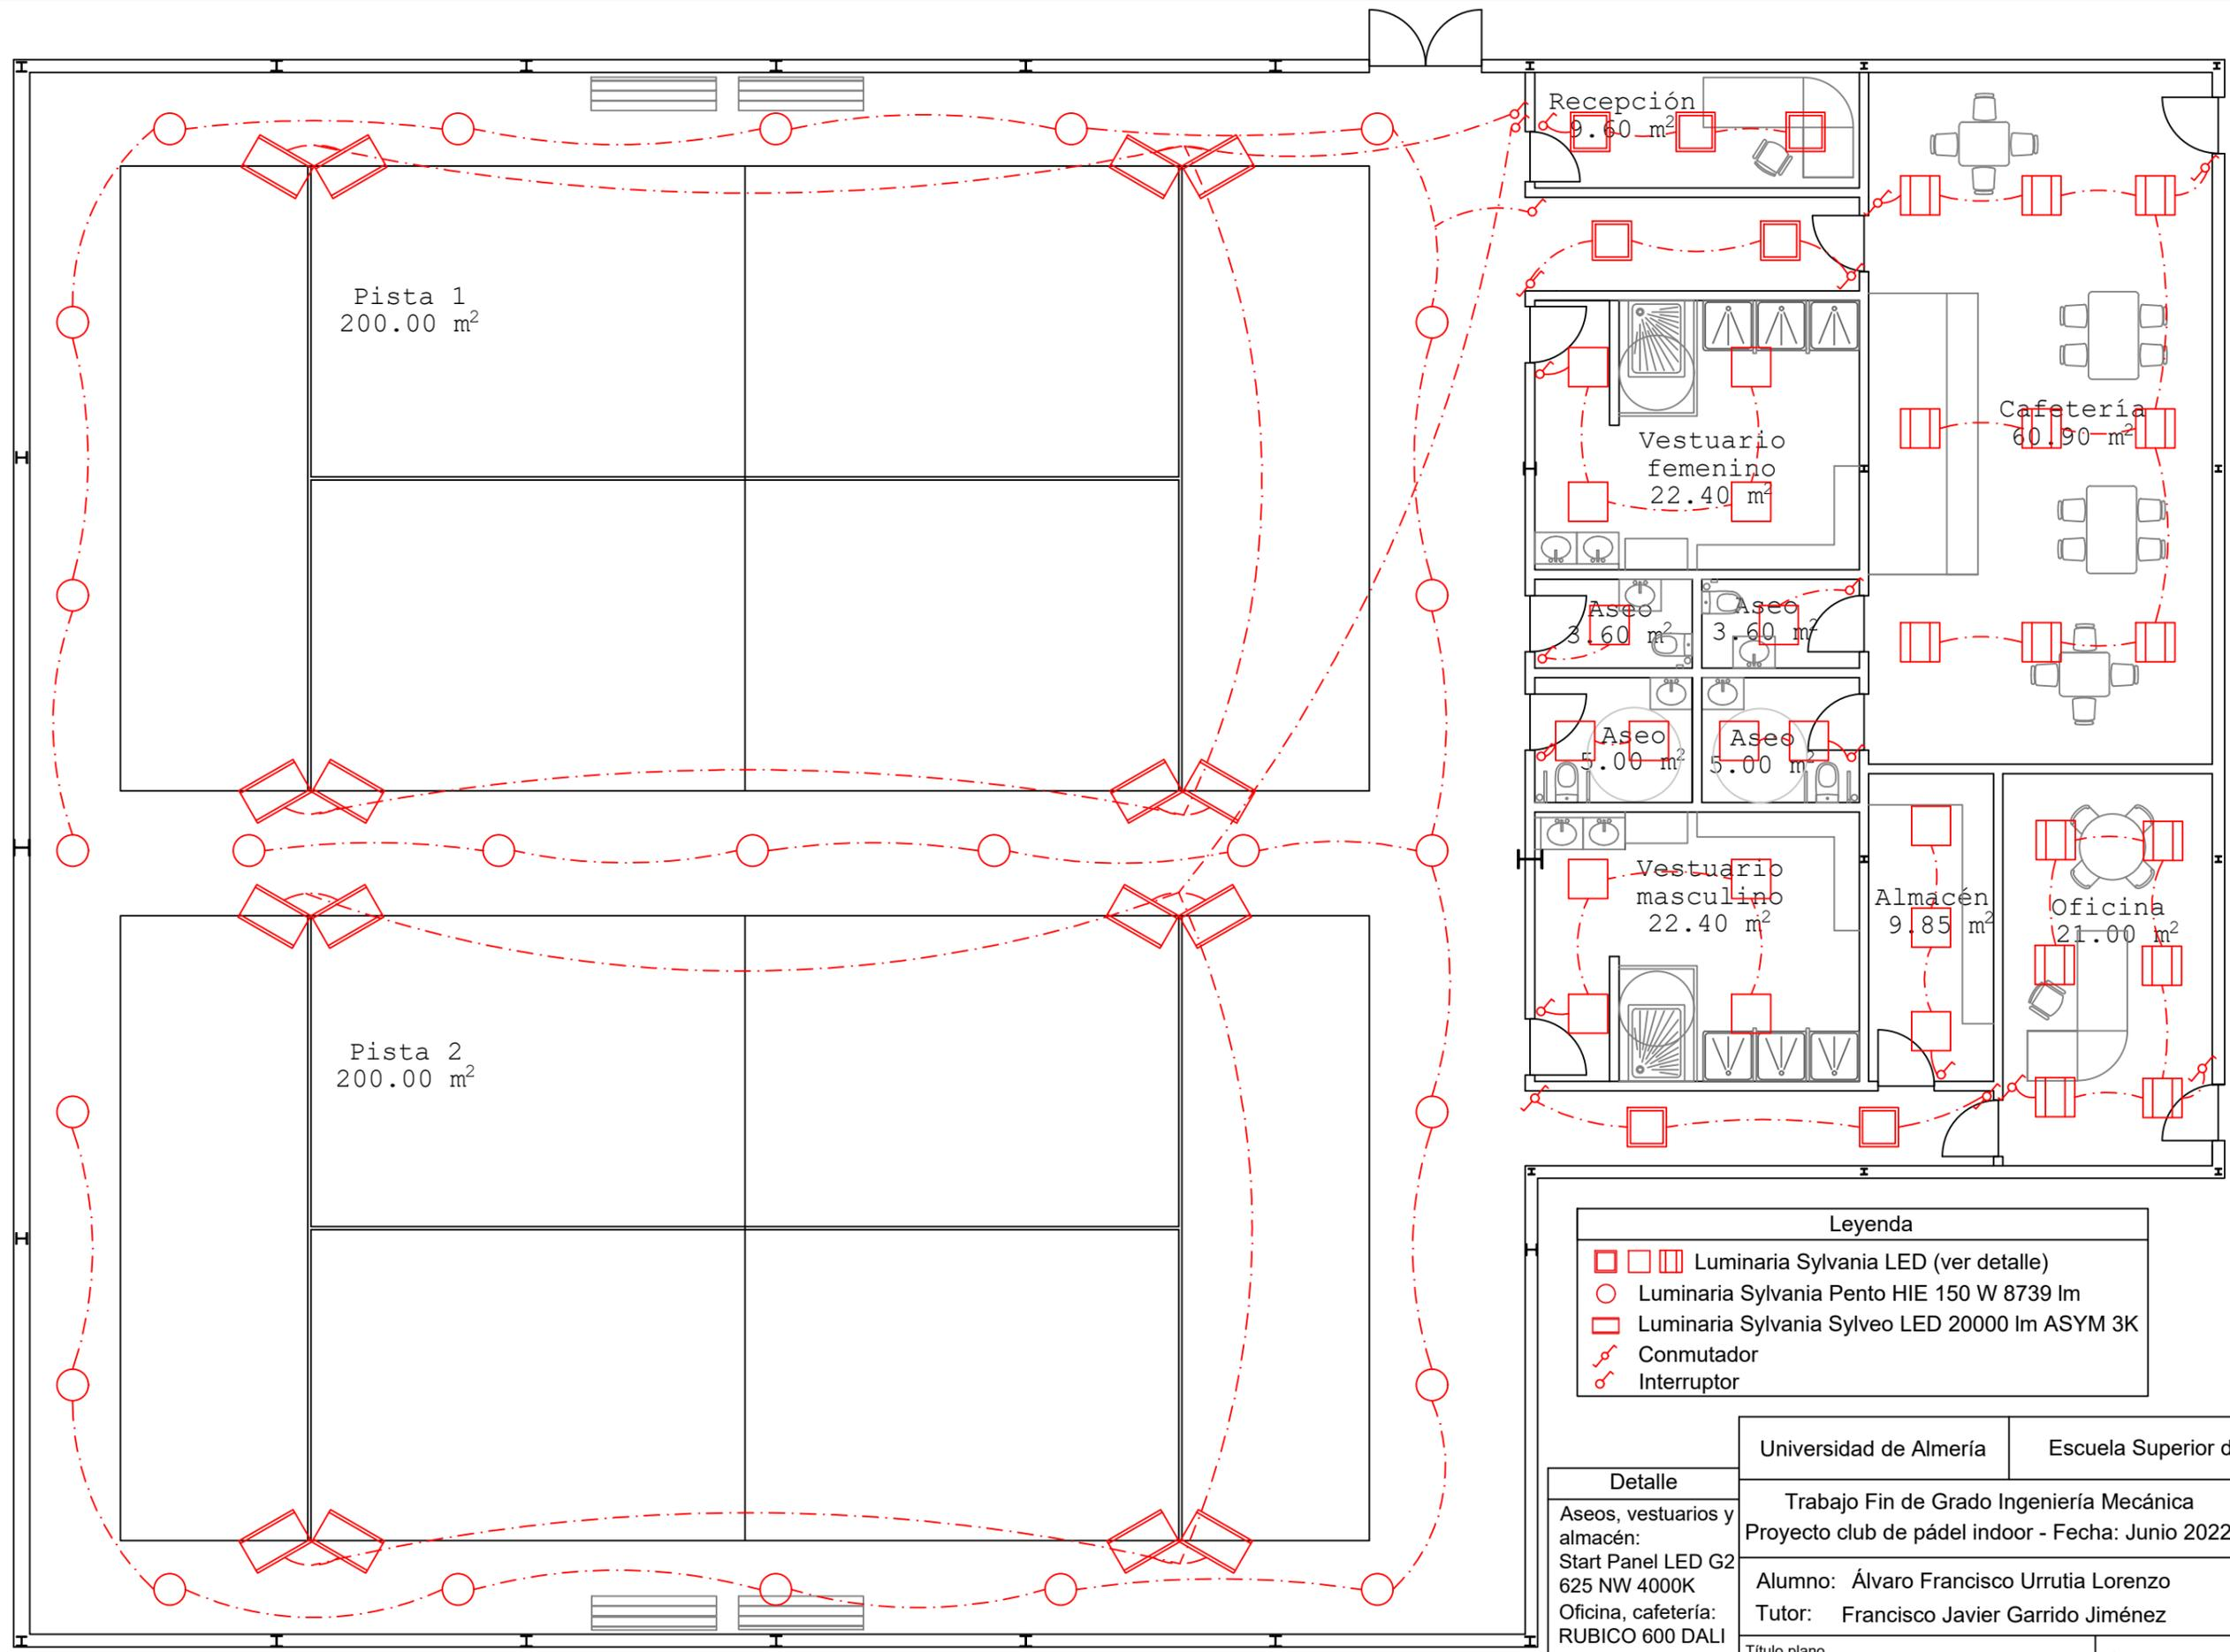 Recepción
9.60 m²
Pista 1
200.00 m²
Cafetería
60.90 m²
Vestuario
femenino
22.40 m²
Aseo
3.60 m²
Aseo
3.60 m²
Aseo
5.00 m²
Aseo
5.00 m²
Vestuario
masculino
22.40 m²
Almacén
9.85 m²
Oficina
21.00 m²
Pista 2
200.00 m²
Leyenda
Luminaria Sylvania LED (ver detalle)
Luminaria Sylvania Pento HIE 150 W 8739 lm
Luminaria Sylvania Sylveo LED 20000 lm ASYM 3K
Conmutador
Interruptor
Detalle
Aseos, vestuarios y
almacén:
Start Panel LED G2
625 NW 4000K
Oficina, cafetería:
RUBICO 600 DALI
Universidad de Almería
Escuela Superior d
Trabajo Fin de Grado Ingeniería Mecánica
Proyecto club de pádel indoor - Fecha: Junio 2022
Alumno: Álvaro Francisco Urrutia Lorenzo
Tutor: Francisco Javier Garrido Jiménez
Título plano